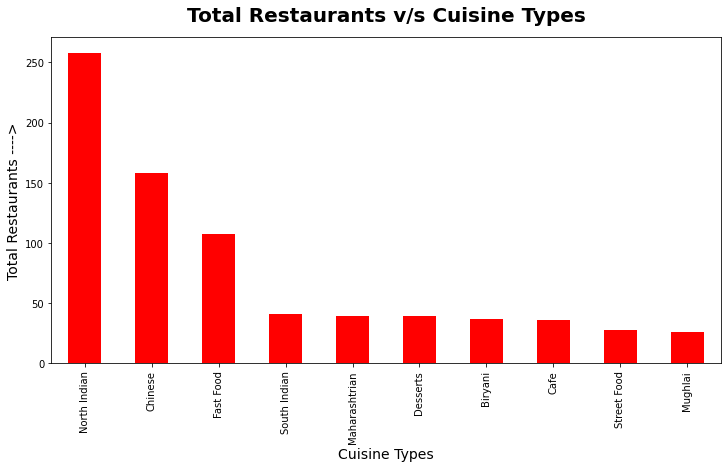 Total Restaurants v/s Cuisine Types
Total Restaurants ---->
250
200
150
100
50
0
North Indian
Chinese
Fast Food
South Indian
Maharashtrian
Desserts
Biryani
Cafe
Street Food
Mughlai
Cuisine Types